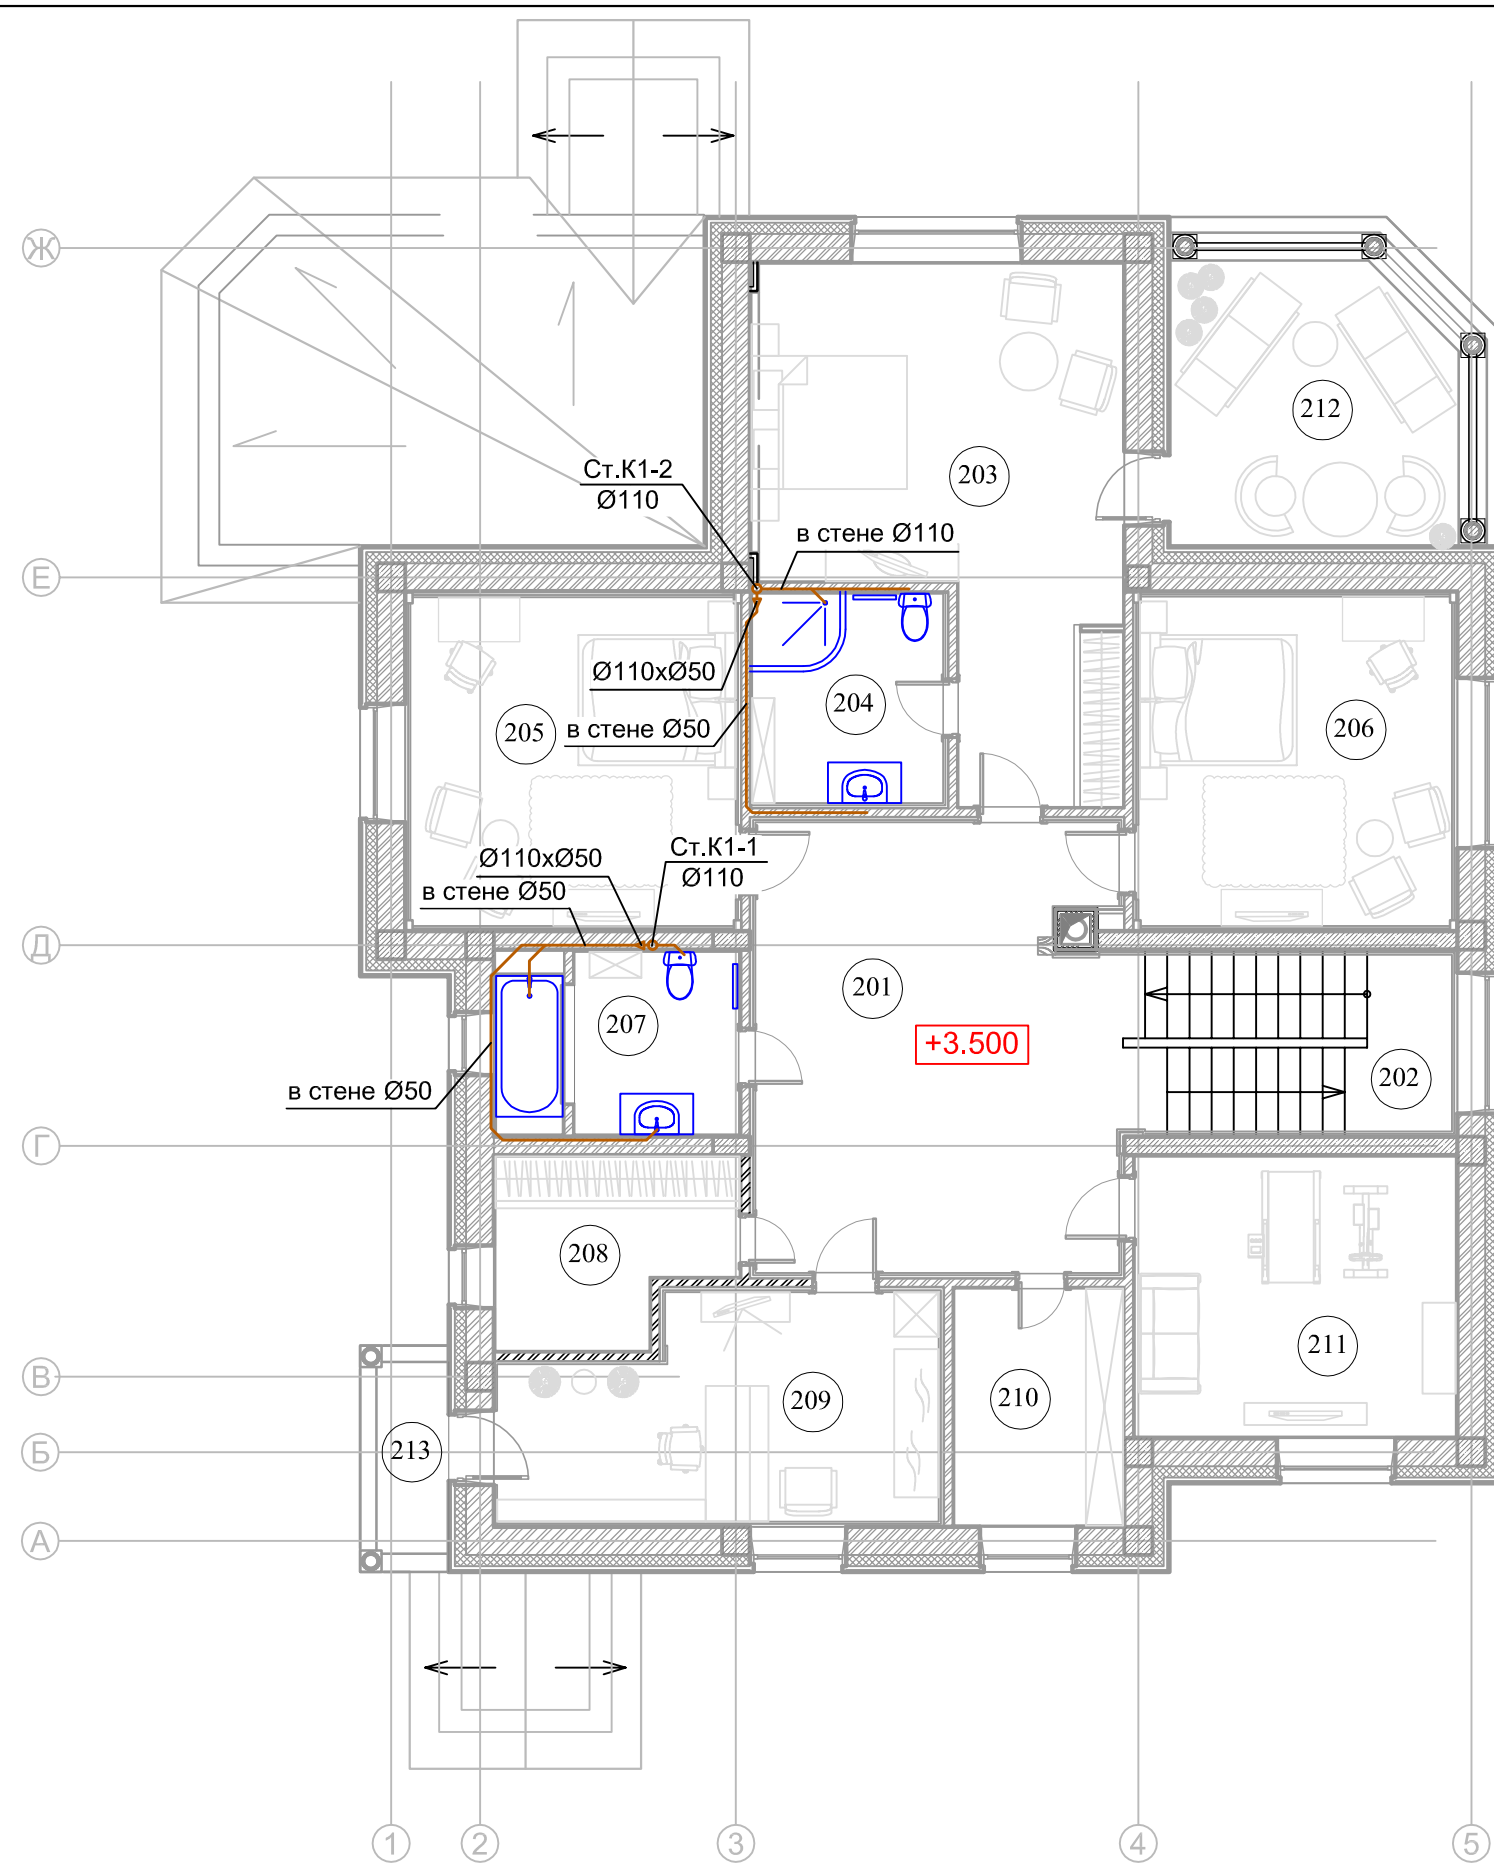 Ж
212
Ст.К1-2
Ø110
203
в стене Ø110
Е
Ø110xØ50
204
205
в стене Ø50
206
Ø110xØ50
Ст.К1-1
Ø110
в стене Ø50
Д
201
207
+3.500
202
в стене Ø50
Г
208
211
В
209
210
213
Б
А
1
2
3
4
5